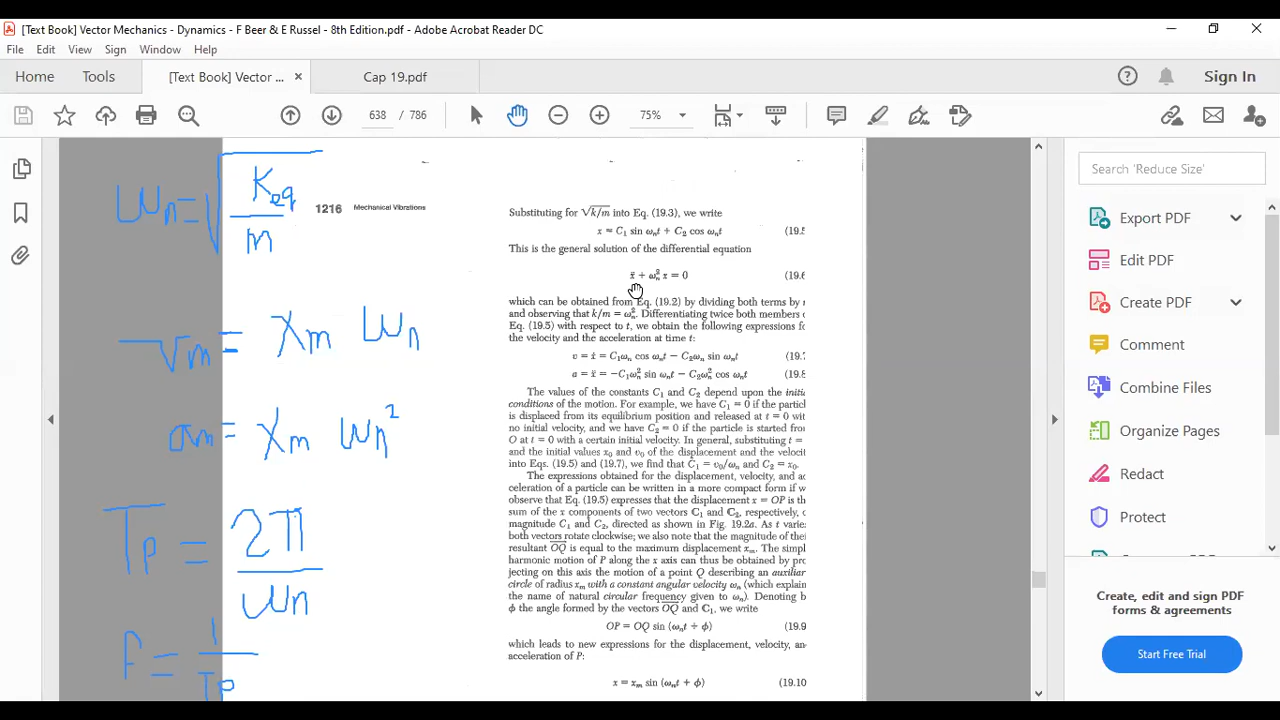 [Text Book] Vector Mechanics - Dynamics - F Beer & E Russel - 8th Edition.pdf - Adobe Acrobat Reader DC
File Edit View Sign Window Help
Home Tools [Text Book] Vector ... × Cap 19.pdf Sign In
638 / 786 75%
Search 'Reduce Size'
Export PDF
Edit PDF
Create PDF
Comment
Combine Files
Organize Pages
Redact
Protect
Create, edit and sign PDF
forms & agreements
Start Free Trial
ωn = √Keq/m
vm = Xm ωn
am = Xm ωn²
Tp = 2π/ωn
F = 1/Tp
1216 Mechanical Vibrations
Substituting for √k/m into Eq. (19.3), we write
x = C₁ sin ωₙt + C₂ cos ωₙt (19.5
This is the general solution of the differential equation
ẍ + ωₙ² x = 0 (19.6
which can be obtained from Eq. (19.2) by dividing both terms by
and observing that k/m = ωₙ². Differentiating twice both members
Eq. (19.5) with respect to t, we obtain the following expressions
the velocity and the acceleration at time t:
v = ẋ = C₁ωₙ cos ωₙt − C₂ωₙ sin ωₙt (19.7
a = ẍ = −C₁ωₙ² sin ωₙt − C₂ωₙ² cos ωₙt (19.8
The values of the constants C₁ and C₂ depend upon the
conditions of the motion. For example, we have C₁ = 0 if the
is displaced from its equilibrium position and released at t = 0
no initial velocity, and we have C₂ = 0 if the particle is started
O at t = 0 with a certain initial velocity. In general, substituting t =
and the initial values x₀ and v₀ of the displacement and the
into Eqs. (19.5) and (19.7), we find that C₁ = v₀/ωₙ and C₂ = x₀.
The expressions obtained for the displacement, velocity, and
celeration of a particle can be written in a more compact form if
observe that Eq. (19.5) expresses that the displacement x = OP is
sum of the x components of two vectors C₁ and C₂, respectively,
magnitude C₁ and C₂, directed as shown in Fig. 19.2a. As t
both vectors rotate clockwise; we also note that the magnitude of
resultant OQ is equal to the maximum displacement xₘ. The
harmonic motion of P along the x axis can thus be obtained by
jecting on this axis the motion of a point Q describing an
circle of radius xₘ with a constant angular velocity ωₙ (which
the name of natural circular frequency given to ωₙ). Denoting
ϕ the angle formed by the vectors OQ and C₁, we write
OP = OQ sin (ωₙt + ϕ) (19.9
which leads to new expressions for the displacement, velocity,
acceleration of P:
x = xₘ sin (ωₙt + ϕ) (19.10